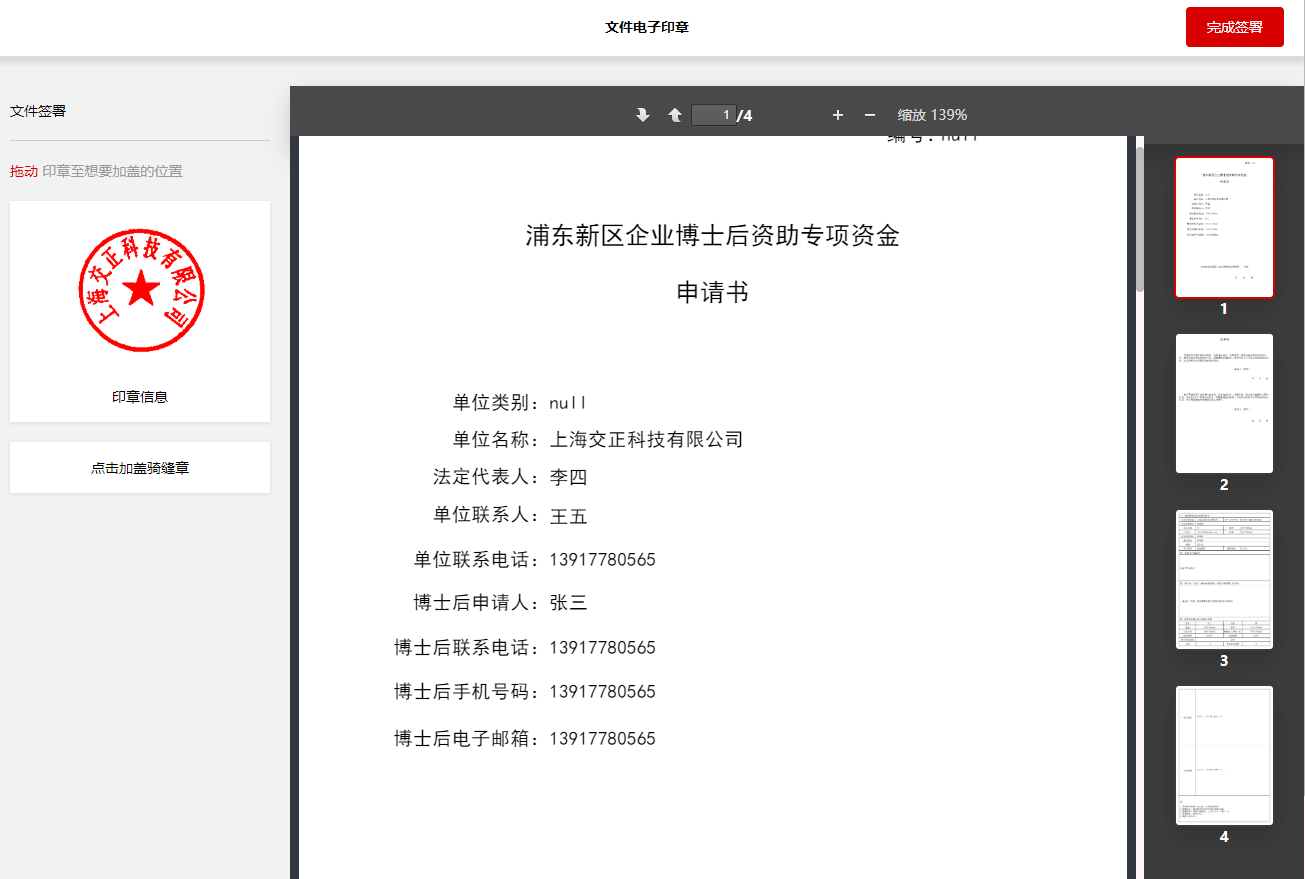 文件电子印章
完成签署
文件签署
拖动 印章至想要加盖的位置
上海交正科技有限公司
印章信息
点击加盖骑缝章
1 /4
缩放 139%
编号：null
浦东新区企业博士后资助专项资金
申请书
单位类别：null
单位名称：上海交正科技有限公司
法定代表人：李四
单位联系人：王五
单位联系电话：13917780565
博士后申请人：张三
博士后联系电话：13917780565
博士后手机号码：13917780565
博士后电子邮箱：13917780565
1
2
3
4